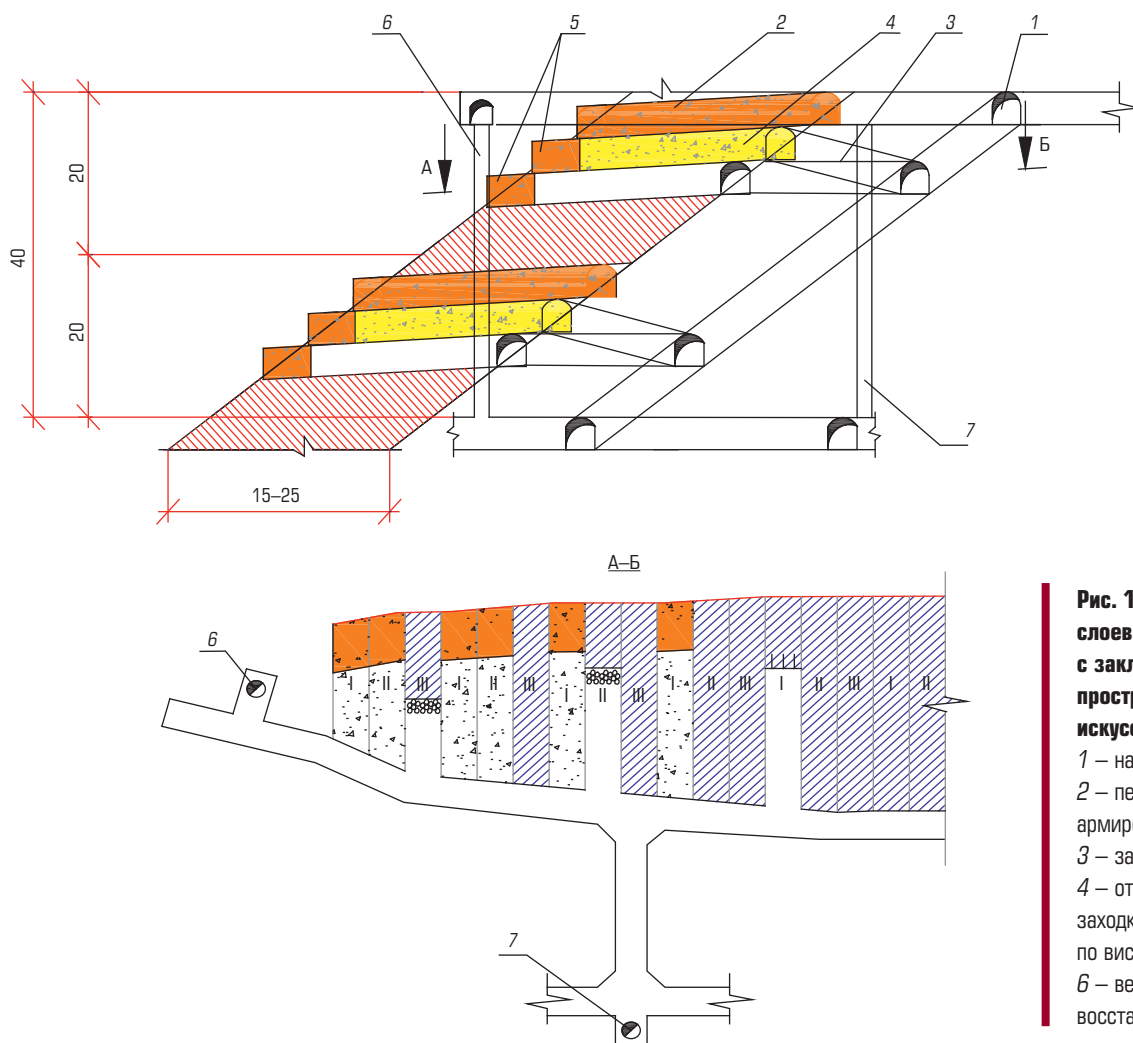 6 5 2 4 3 1
А Б
20
40
20
7
15–25
А–Б
6
I II III I II III I II III I II III I II III I II
7
Рис. 1
слоев
с закл
простр
искусс
1 – на
2 – пе
армиро
3 – за
4 – от
заходк
по вис
6 – ве
восста